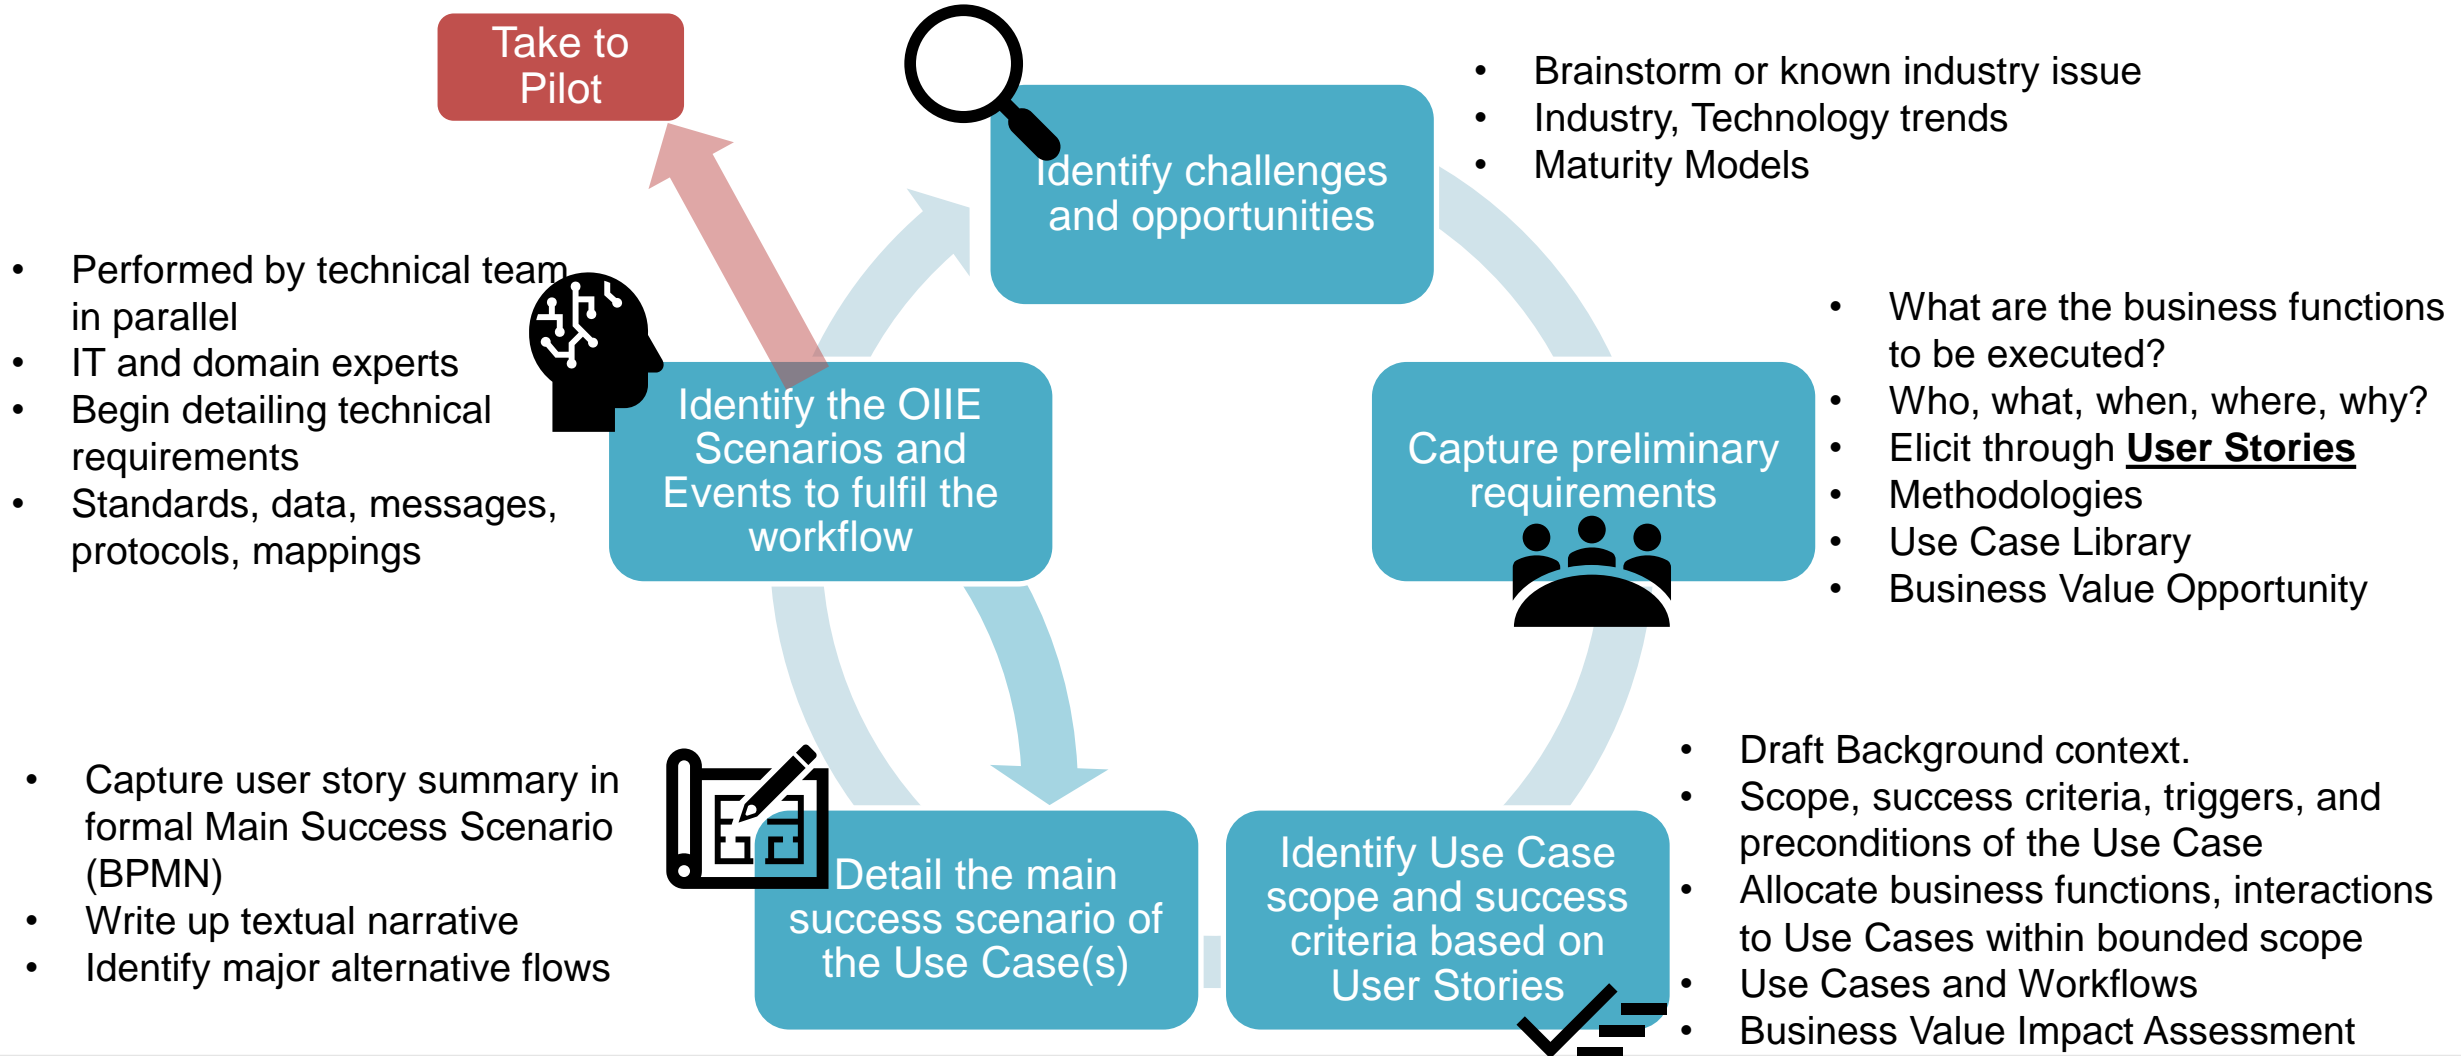 Take to
Pilot
Identify challenges
and opportunities
• Brainstorm or known industry issue
• Industry, Technology trends
• Maturity Models
Capture preliminary
requirements
• What are the business functions
to be executed?
• Who, what, when, where, why?
• Elicit through User Stories
• Methodologies
• Use Case Library
• Business Value Opportunity
Identify Use Case
scope and success
criteria based on
User Stories
• Draft Background context.
• Scope, success criteria, triggers, and
preconditions of the Use Case
• Allocate business functions, interactions
to Use Cases within bounded scope
• Use Cases and Workflows
• Business Value Impact Assessment
Detail the main
success scenario of
the Use Case(s)
• Capture user story summary in
formal Main Success Scenario
(BPMN)
• Write up textual narrative
• Identify major alternative flows
Identify the OIIE
Scenarios and
Events to fulfil the
workflow
• Performed by technical team
in parallel
• IT and domain experts
• Begin detailing technical
requirements
• Standards, data, messages,
protocols, mappings